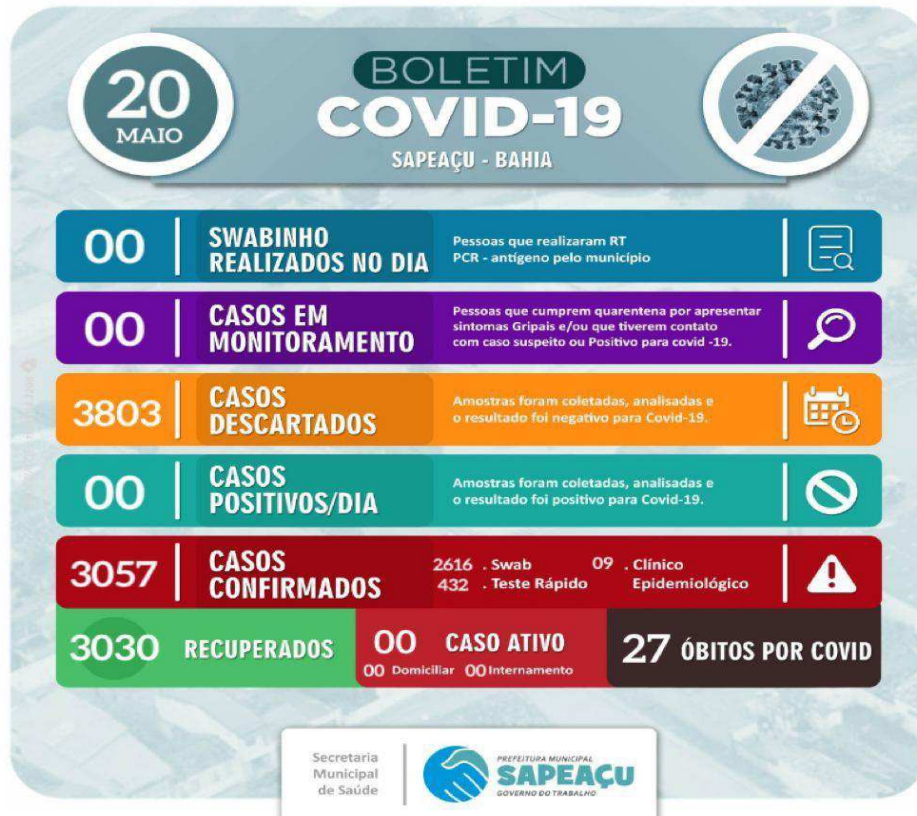 20
MAIO
BOLETIM
COVID-19
SAPEAÇU - BAHIA
00
SWABINHO
REALIZADOS NO DIA
Pessoas que realizaram RT
PCR - antígeno pelo município
00
CASOS EM
MONITORAMENTO
Pessoas que cumprem quarentena por apresentar
sintomas Gripais e/ou que tiverem contato
com caso suspeito ou Positivo para covid -19.
3803
CASOS
DESCARTADOS
Amostras foram coletadas, analisadas e
o resultado foi negativo para Covid-19.
00
CASOS
POSITIVOS/DIA
Amostras foram coletadas, analisadas e
o resultado foi positivo para Covid-19.
3057
CASOS
CONFIRMADOS
2616 . Swab
432 . Teste Rápido
09 . Clínico
Epidemiológico
3030 RECUPERADOS
00 CASO ATIVO
00 Domiciliar 00 Internamento
27 ÓBITOS POR COVID
Secretaria
Municipal
de Saúde
PREFEITURA MUNICIPAL
SAPEAÇU
GOVERNO DO TRABALHO